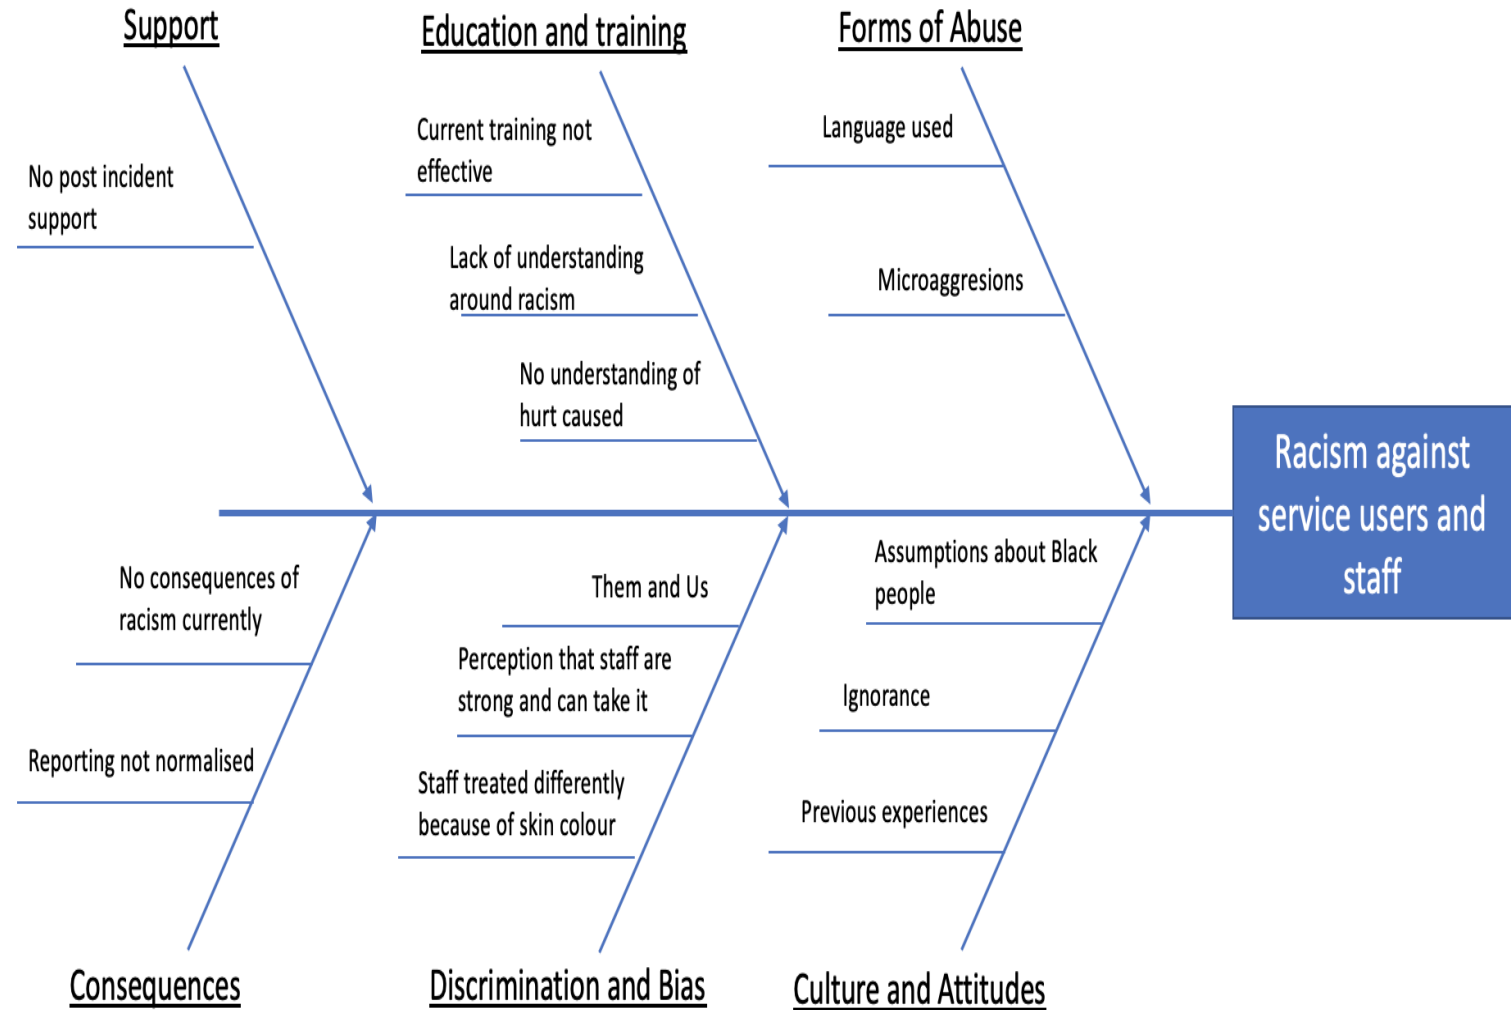 Support
Education and training
Forms of Abuse
No post incident
support
Current training not
effective
Lack of understanding
around racism
No understanding of
hurt caused
Language used
Microaggresions
Racism against
service users and
staff
No consequences of
racism currently
Reporting not normalised
Them and Us
Perception that staff are
strong and can take it
Staff treated differently
because of skin colour
Assumptions about Black
people
Ignorance
Previous experiences
Consequences
Discrimination and Bias
Culture and Attitudes